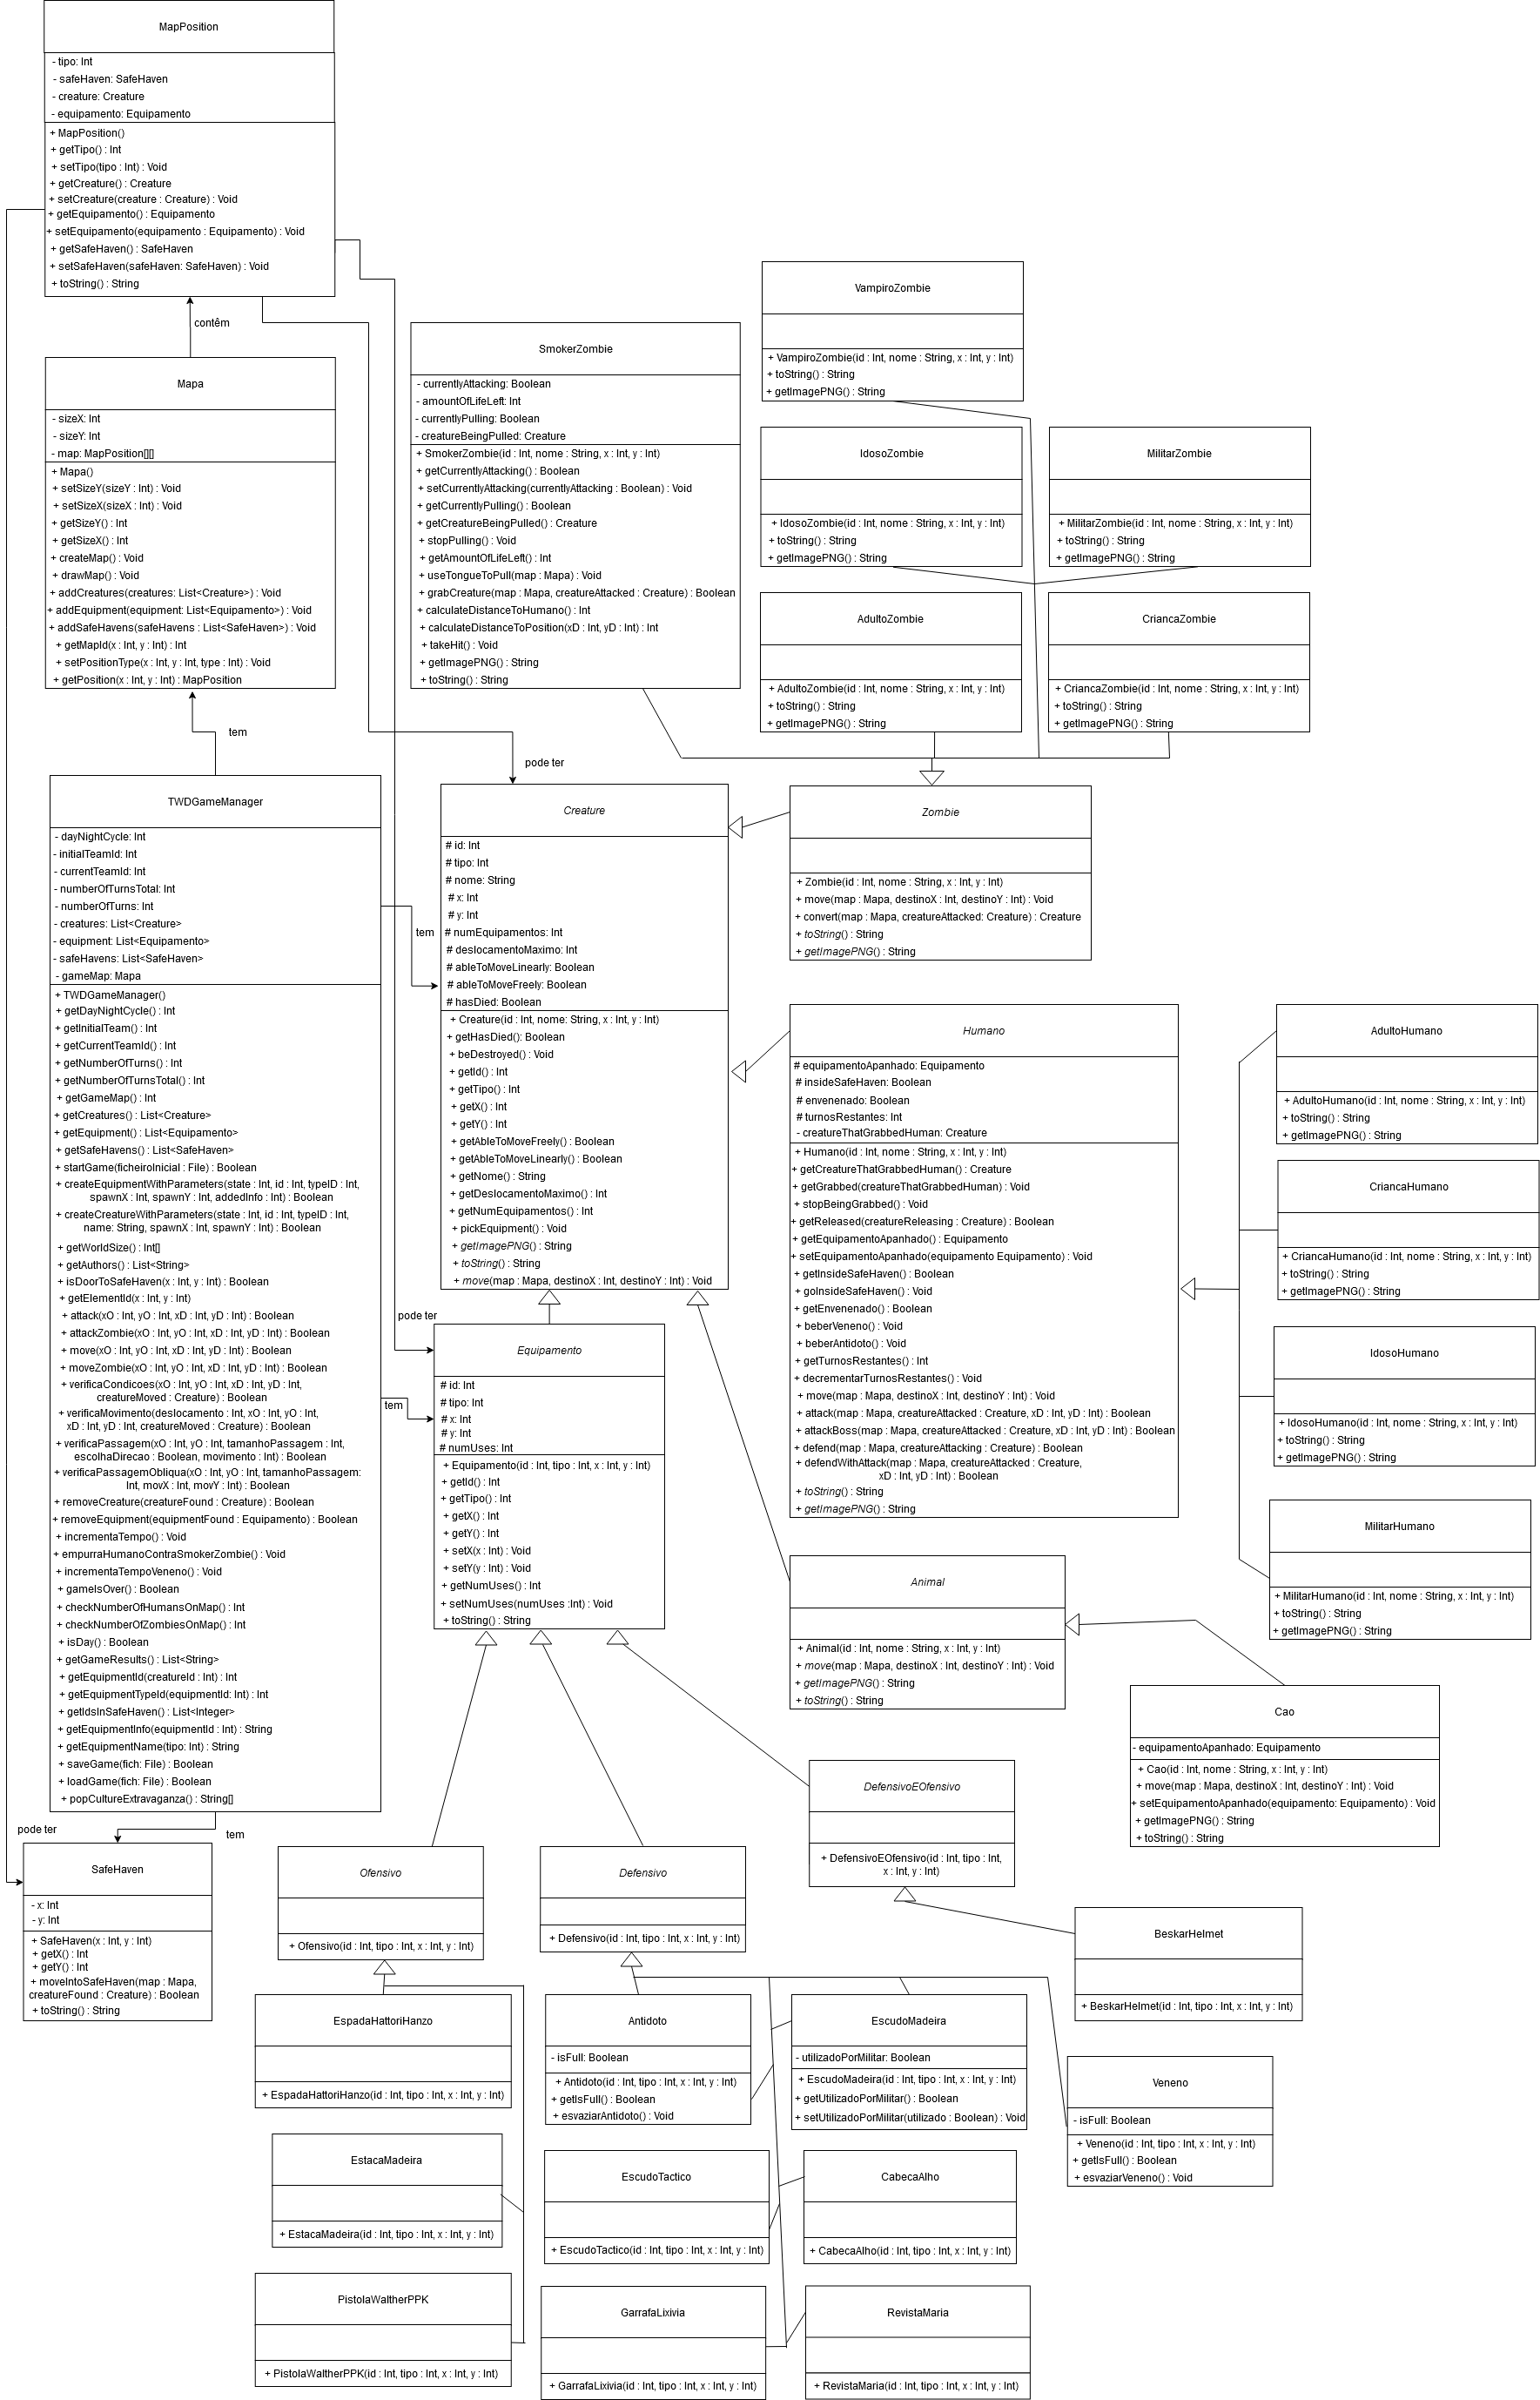 MapPosition
- tipo: Int
- safeHaven: SafeHaven
- creature: Creature
- equipamento: Equipamento
+ MapPosition()
+ getTipo() : Int
+ setTipo(tipo : Int) : Void
+ getCreature() : Creature
+ setCreature(creature : Creature) : Void
+ getEquipamento() : Equipamento
+ setEquipamento(equipamento : Equipamento) : Void
+ getSafeHaven() : SafeHaven
+ setSafeHaven(safeHaven: SafeHaven) : Void
+ toString() : String
contêm
Mapa
- sizeX: Int
- sizeY: Int
- map: MapPosition[][]
+ Mapa()
+ setSizeY(sizeY : Int) : Void
+ setSizeX(sizeX : Int) : Void
+ getSizeY() : Int
+ getSizeX() : Int
+ createMap() : Void
+ drawMap() : Void
+ addCreatures(creatures: List<Creature>) : Void
+ addEquipment(equipment: List<Equipamento>) : Void
+ addSafeHavens(safeHavens : List<SafeHaven>) : Void
+ getMapId(x : Int, y : Int) : Int
+ setPositionType(x : Int, y : Int, type : Int) : Void
+ getPosition(x : Int, y : Int) : MapPosition
tem
SmokerZombie
- currentlyAttacking: Boolean
- amountOfLifeLeft: Int
- currentlyPulling: Boolean
- creatureBeingPulled: Creature
+ SmokerZombie(id : Int, nome : String, x : Int, y : Int)
+ getCurrentlyAttacking() : Boolean
+ setCurrentlyAttacking(currentlyAttacking : Boolean) : Void
+ getCurrentlyPulling() : Boolean
+ getCreatureBeingPulled() : Creature
+ stopPulling() : Void
+ getAmountOfLifeLeft() : Int
+ useTongueToPull(map : Mapa) : Void
+ grabCreature(map : Mapa, creatureAttacked : Creature) : Boolean
+ calculateDistanceToHumano() : Int
+ calculateDistanceToPosition(xD : Int, yD : Int) : Int
+ takeHit() : Void
+ getImagePNG() : String
+ toString() : String
VampiroZombie
+ VampiroZombie(id : Int, nome : String, x : Int, y : Int)
+ toString() : String
+ getImagePNG() : String
IdosoZombie
+ IdosoZombie(id : Int, nome : String, x : Int, y : Int)
+ toString() : String
+ getImagePNG() : String
MilitarZombie
+ MilitarZombie(id : Int, nome : String, x : Int, y : Int)
+ toString() : String
+ getImagePNG() : String
AdultoZombie
+ AdultoZombie(id : Int, nome : String, x : Int, y : Int)
+ toString() : String
+ getImagePNG() : String
CriancaZombie
+ CriancaZombie(id : Int, nome : String, x : Int, y : Int)
+ toString() : String
+ getImagePNG() : String
pode ter
TWDGameManager
- dayNightCycle: Int
- initialTeamId: Int
- currentTeamId: Int
- numberOfTurnsTotal: Int
- numberOfTurns: Int
- creatures: List<Creature>
- equipment: List<Equipamento>
- safeHavens: List<SafeHaven>
- gameMap: Mapa
+ TWDGameManager()
+ getDayNightCycle() : Int
+ getInitialTeam() : Int
+ getCurrentTeamId() : Int
+ getNumberOfTurns() : Int
+ getNumberOfTurnsTotal() : Int
+ getGameMap() : Int
+ getCreatures() : List<Creature>
+ getEquipment() : List<Equipamento>
+ getSafeHavens() : List<SafeHaven>
+ startGame(ficheiroInicial : File) : Boolean
+ createEquipmentWithParameters(state : Int, id : Int, typeID : Int,
spawnX : Int, spawnY : Int, addedInfo : Int) : Boolean
+ createCreatureWithParameters(state : Int, id : Int, typeID : Int,
name: String, spawnX : Int, spawnY : Int) : Boolean
+ getWorldSize() : Int[]
+ getAuthors() : List<String>
+ isDoorToSafeHaven(x : Int, y : Int) : Boolean
+ getElementId(x : Int, y : Int)
+ attack(xO : Int, yO : Int, xD : Int, yD : Int) : Boolean
+ attackZombie(xO : Int, yO : Int, xD : Int, yD : Int) : Boolean
+ move(xO : Int, yO : Int, xD : Int, yD : Int) : Boolean
+ moveZombie(xO : Int, yO : Int, xD : Int, yD : Int) : Boolean
+ verificaCondicoes(xO : Int, yO : Int, xD : Int, yD : Int,
creatureMoved : Creature) : Boolean
+ verificaMovimento(deslocamento : Int, xO : Int, yO : Int,
xD : Int, yD : Int, creatureMoved : Creature) : Boolean
+ verificaPassagem(xO : Int, yO : Int, tamanhoPassagem : Int,
escolhaDirecao : Boolean, movimento : Int) : Boolean
+ verificaPassagemObliqua(xO : Int, yO : Int, tamanhoPassagem:
Int, movX : Int, movY : Int) : Boolean
+ removeCreature(creatureFound : Creature) : Boolean
+ removeEquipment(equipmentFound : Equipamento) : Boolean
+ incrementaTempo() : Void
+ empurraHumanoContraSmokerZombie() : Void
+ incrementaTempoVeneno() : Void
+ gameIsOver() : Boolean
+ checkNumberOfHumansOnMap() : Int
+ checkNumberOfZombiesOnMap() : Int
+ isDay() : Boolean
+ getGameResults() : List<String>
+ getEquipmentId(creatureId : Int) : Int
+ getEquipmentTypeId(equipmentId: Int) : Int
+ getIdsInSafeHaven() : List<Integer>
+ getEquipmentInfo(equipmentId : Int) : String
+ getEquipmentName(tipo: Int) : String
+ saveGame(fich: File) : Boolean
+ loadGame(fich: File) : Boolean
+ popCultureExtravaganza() : String[]
tem
Creature
# id: Int
# tipo: Int
# nome: String
# x: Int
# y: Int
# numEquipamentos: Int
# deslocamentoMaximo: Int
# ableToMoveLinearly: Boolean
# ableToMoveFreely: Boolean
# hasDied: Boolean
+ Creature(id : Int, nome: String, x : Int, y : Int)
+ getHasDied(): Boolean
+ beDestroyed() : Void
+ getId() : Int
+ getTipo() : Int
+ getX() : Int
+ getY() : Int
+ getAbleToMoveFreely() : Boolean
+ getAbleToMoveLinearly() : Boolean
+ getNome() : String
+ getDeslocamentoMaximo() : Int
+ getNumEquipamentos() : Int
+ pickEquipment() : Void
+ getImagePNG() : String
+ toString() : String
+ move(map : Mapa, destinoX : Int, destinoY : Int) : Void
Zombie
+ Zombie(id : Int, nome : String, x : Int, y : Int)
+ move(map : Mapa, destinoX : Int, destinoY : Int) : Void
+ convert(map : Mapa, creatureAttacked: Creature) : Creature
+ toString() : String
+ getImagePNG() : String
Humano
# equipamentoApanhado: Equipamento
# insideSafeHaven: Boolean
# envenenado: Boolean
# turnosRestantes: Int
- creatureThatGrabbedHuman: Creature
+ Humano(id : Int, nome : String, x : Int, y : Int)
+ getCreatureThatGrabbedHuman() : Creature
+ getGrabbed(creatureThatGrabbedHuman) : Void
+ stopBeingGrabbed() : Void
+ getReleased(creatureReleasing : Creature) : Boolean
+ getEquipamentoApanhado() : Equipamento
+ setEquipamentoApanhado(equipamento Equipamento) : Void
+ getInsideSafeHaven() : Boolean
+ goInsideSafeHaven() : Void
+ getEnvenenado() : Boolean
+ beberVeneno() : Void
+ beberAntidoto() : Void
+ getTurnosRestantes() : Int
+ decrementarTurnosRestantes() : Void
+ move(map : Mapa, destinoX : Int, destinoY : Int) : Void
+ attack(map : Mapa, creatureAttacked : Creature, xD : Int, yD : Int) : Boolean
+ attackBoss(map : Mapa, creatureAttacked : Creature, xD : Int, yD : Int) : Boolean
+ defend(map : Mapa, creatureAttacking : Creature) : Boolean
+ defendWithAttack(map : Mapa, creatureAttacked : Creature,
xD : Int, yD : Int) : Boolean
+ toString() : String
+ getImagePNG() : String
AdultoHumano
+ AdultoHumano(id : Int, nome : String, x : Int, y : Int)
+ toString() : String
+ getImagePNG() : String
CriancaHumano
+ CriancaHumano(id : Int, nome : String, x : Int, y : Int)
+ toString() : String
+ getImagePNG() : String
IdosoHumano
+ IdosoHumano(id : Int, nome : String, x : Int, y : Int)
+ toString() : String
+ getImagePNG() : String
MilitarHumano
+ MilitarHumano(id : Int, nome : String, x : Int, y : Int)
+ toString() : String
+ getImagePNG() : String
pode ter
tem
Equipamento
# id: Int
# tipo: Int
# x: Int
# y: Int
# numUses: Int
+ Equipamento(id : Int, tipo : Int, x : Int, y : Int)
+ getId() : Int
+ getTipo() : Int
+ getX() : Int
+ getY() : Int
+ setX(x : Int) : Void
+ setY(y : Int) : Void
+ getNumUses() : Int
+ setNumUses(numUses :Int) : Void
+ toString() : String
Animal
+ Animal(id : Int, nome : String, x : Int, y : Int)
+ move(map : Mapa, destinoX : Int, destinoY : Int) : Void
+ getImagePNG() : String
+ toString() : String
Cao
- equipamentoApanhado: Equipamento
+ Cao(id : Int, nome : String, x : Int, y : Int)
+ move(map : Mapa, destinoX : Int, destinoY : Int) : Void
+ setEquipamentoApanhado(equipamento: Equipamento) : Void
+ getImagePNG() : String
+ toString() : String
pode ter
tem
SafeHaven
- x: Int
- y: Int
+ SafeHaven(x : Int, y : Int)
+ getX() : Int
+ getY() : Int
+ moveIntoSafeHaven(map : Mapa,
creatureFound : Creature) : Boolean
+ toString() : String
Ofensivo
+ Ofensivo(id : Int, tipo : Int, x : Int, y : Int)
Defensivo
+ Defensivo(id : Int, tipo : Int, x : Int, y : Int)
DefensivoEOfensivo
+ DefensivoEOfensivo(id : Int, tipo : Int,
x : Int, y : Int)
BeskarHelmet
+ BeskarHelmet(id : Int, tipo : Int, x : Int, y : Int)
EspadaHattoriHanzo
+ EspadaHattoriHanzo(id : Int, tipo : Int, x : Int, y : Int)
Antidoto
- isFull: Boolean
+ Antidoto(id : Int, tipo : Int, x : Int, y : Int)
+ getIsFull() : Boolean
+ esvaziarAntidoto() : Void
EscudoMadeira
- utilizadoPorMilitar: Boolean
+ EscudoMadeira(id : Int, tipo : Int, x : Int, y : Int)
+ getUtilizadoPorMilitar() : Boolean
+ setUtilizadoPorMilitar(utilizado : Boolean) : Void
Veneno
- isFull: Boolean
+ Veneno(id : Int, tipo : Int, x : Int, y : Int)
+ getIsFull() : Boolean
+ esvaziarVeneno() : Void
EstacaMadeira
+ EstacaMadeira(id : Int, tipo : Int, x : Int, y : Int)
EscudoTactico
+ EscudoTactico(id : Int, tipo : Int, x : Int, y : Int)
CabecaAlho
+ CabecaAlho(id : Int, tipo : Int, x : Int, y : Int)
PistolaWaltherPPK
+ PistolaWaltherPPK(id : Int, tipo : Int, x : Int, y : Int)
GarrafaLixivia
+ GarrafaLixivia(id : Int, tipo : Int, x : Int, y : Int)
RevistaMaria
+ RevistaMaria(id : Int, tipo : Int, x : Int, y : Int)